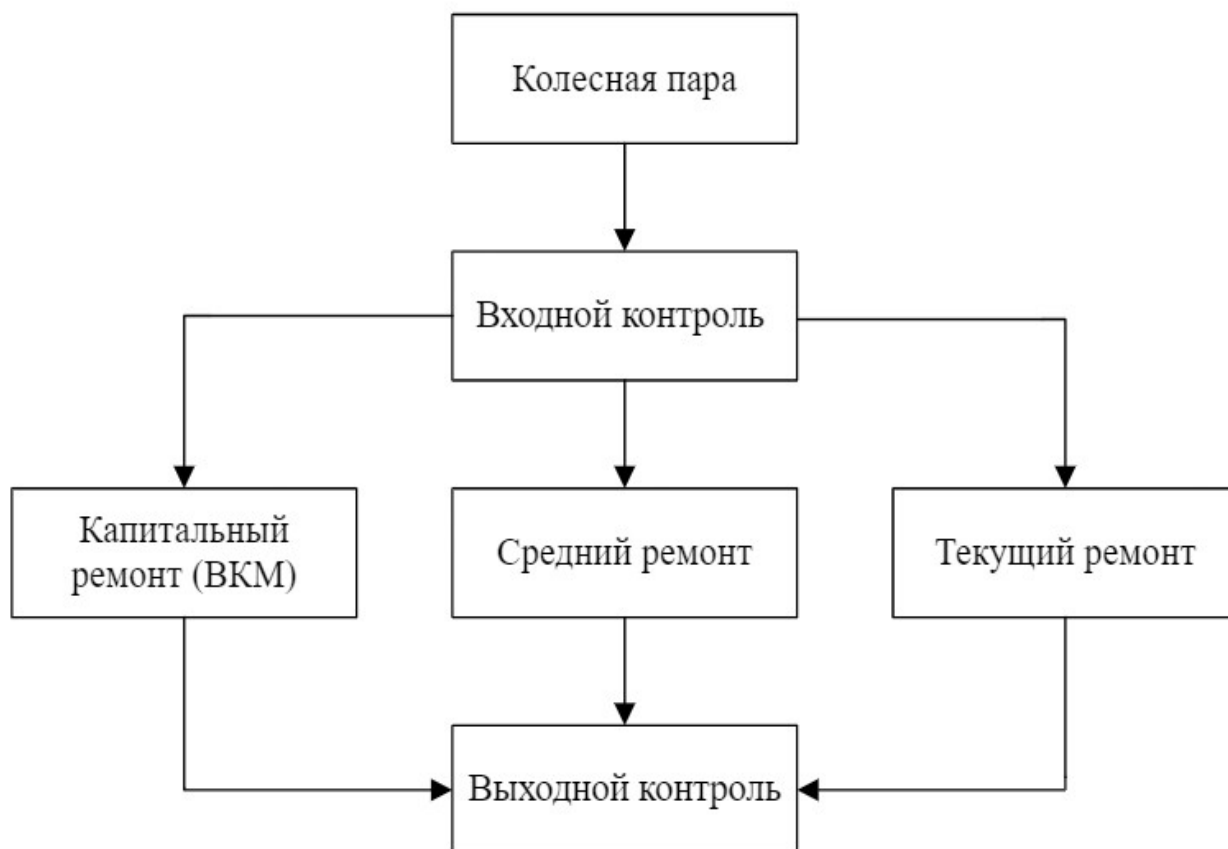 Колесная пара
Входной контроль
Капитальный
ремонт (ВКМ)
Средний ремонт
Текущий ремонт
Выходной контроль